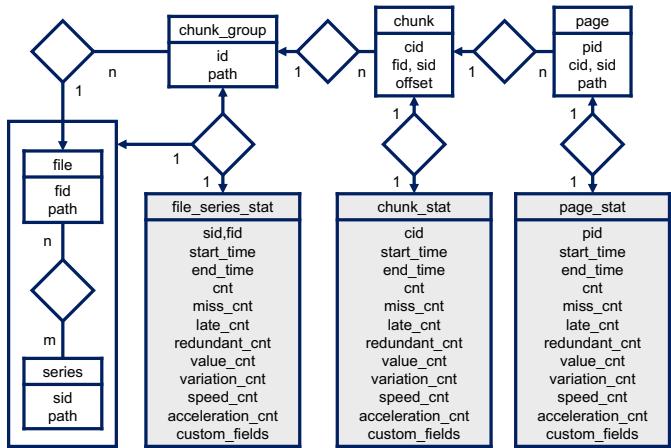 chunk_group
id
path
chunk
cid
fid, sid
offset
page
pid
cid, sid
path
n
1
1
n
1
n
1
1
1
1
1
1
file
fid
path
n
m
series
sid
path
file_series_stat
sid,fid
start_time
end_time
cnt
miss_cnt
late_cnt
redundant_cnt
value_cnt
variation_cnt
speed_cnt
acceleration_cnt
custom_fields
chunk_stat
cid
start_time
end_time
cnt
miss_cnt
late_cnt
redundant_cnt
value_cnt
variation_cnt
speed_cnt
acceleration_cnt
custom_fields
page_stat
pid
start_time
end_time
cnt
miss_cnt
late_cnt
redundant_cnt
value_cnt
variation_cnt
speed_cnt
acceleration_cnt
custom_fields